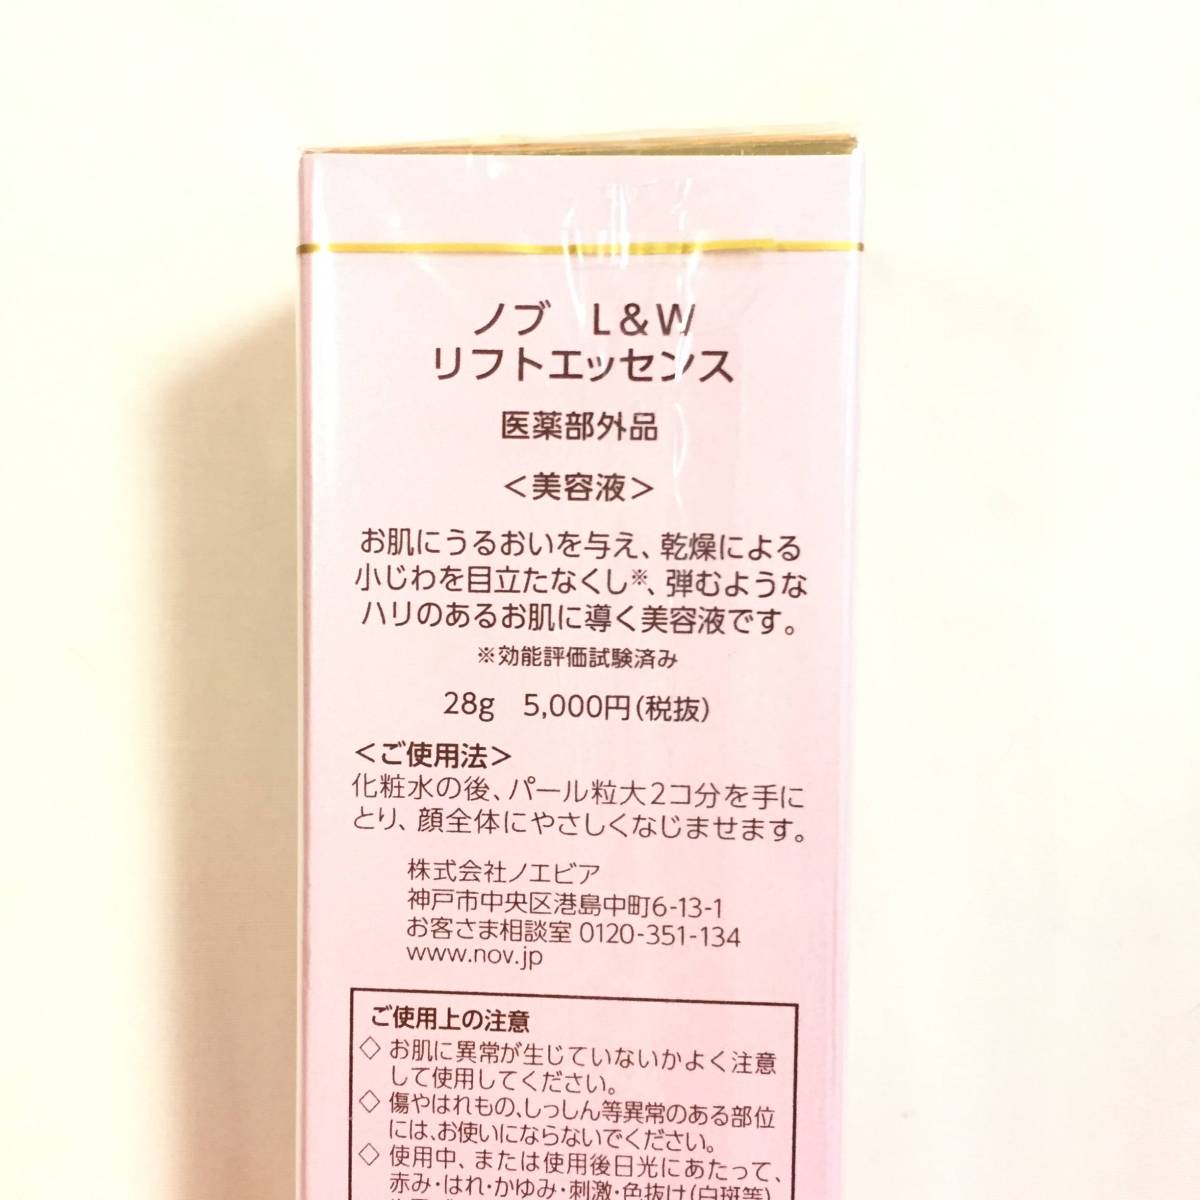 ノブ　L＆W
リフトエッセンス
医薬部外品
＜美容液＞
お肌にうるおいを与え、乾燥による
小じわを目立たなくし※、弾むような
ハリのあるお肌に導く美容液です。
※効能評価試験済み
28g　5,000円（税抜）
＜ご使用法＞
化粧水の後、パール粒大2コ分を手に
とり、顔全体にやさしくなじませます。
株式会社ノエビア
神戸市中央区港島中町6-13-1
お客さま相談室 0120-351-134
www.nov.jp
ご使用上の注意
◇ お肌に異常が生じていないかよく注意
して使用してください。
◇ 傷やはれもの、しっしん等異常のある部位
には、お使いにならないでください。
◇ 使用中、または使用後日光にあたって、
赤み・はれ・かゆみ・刺激・色抜け（白斑等）